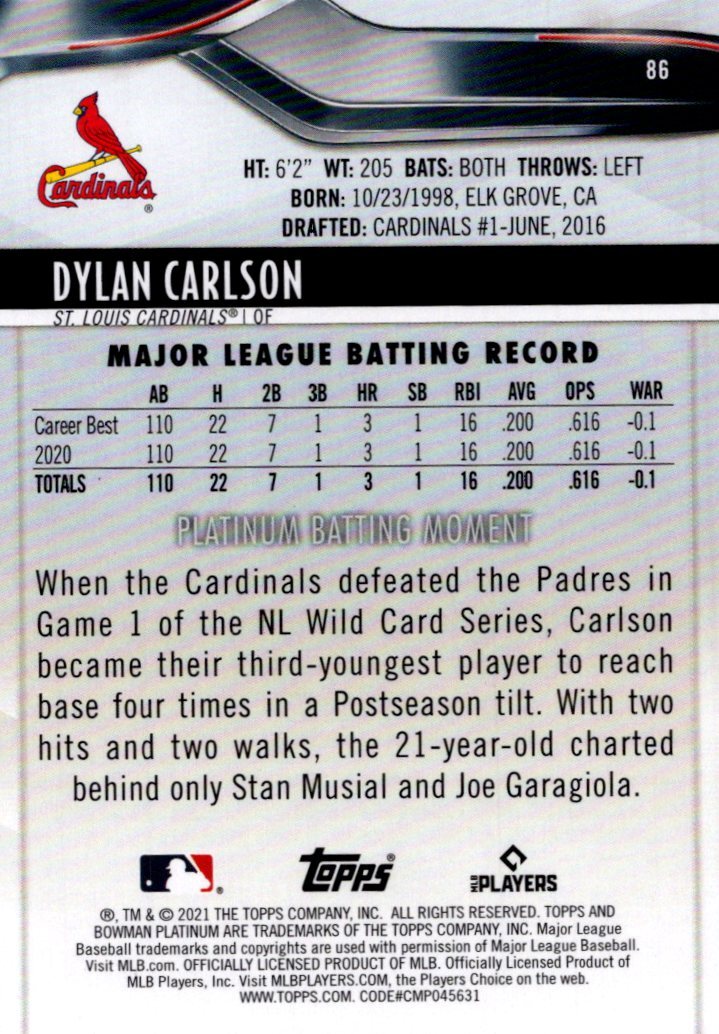 86
Cardinals®
HT: 6'2" WT: 205 BATS: BOTH THROWS: LEFT
BORN: 10/23/1998, ELK GROVE, CA
DRAFTED: CARDINALS #1-JUNE, 2016
DYLAN CARLSON
ST. LOUIS CARDINALS® | OF
MAJOR LEAGUE BATTING RECORD
AB H 2B 3B HR SB RBI AVG OPS WAR
Career Best 110 22 7 1 3 1 16 .200 .616 -0.1
2020 110 22 7 1 3 1 16 .200 .616 -0.1
TOTALS 110 22 7 1 3 1 16 .200 .616 -0.1
PLATINUM BATTING MOMENT
When the Cardinals defeated the Padres in
Game 1 of the NL Wild Card Series, Carlson
became their third-youngest player to reach
base four times in a Postseason tilt. With two
hits and two walks, the 21-year-old charted
behind only Stan Musial and Joe Garagiola.
® Topps® MLB PLAYERS
®, TM & © 2021 THE TOPPS COMPANY, INC. ALL RIGHTS RESERVED. TOPPS AND
BOWMAN PLATINUM ARE TRADEMARKS OF THE TOPPS COMPANY, INC. Major League
Baseball trademarks and copyrights are used with permission of Major League Baseball.
Visit MLB.com. OFFICIALLY LICENSED PRODUCT OF MLB. Officially Licensed Product of
MLB Players, Inc. Visit MLBPLAYERS.COM, the Players Choice on the web.
WWW.TOPPS.COM. CODE#CMP045631